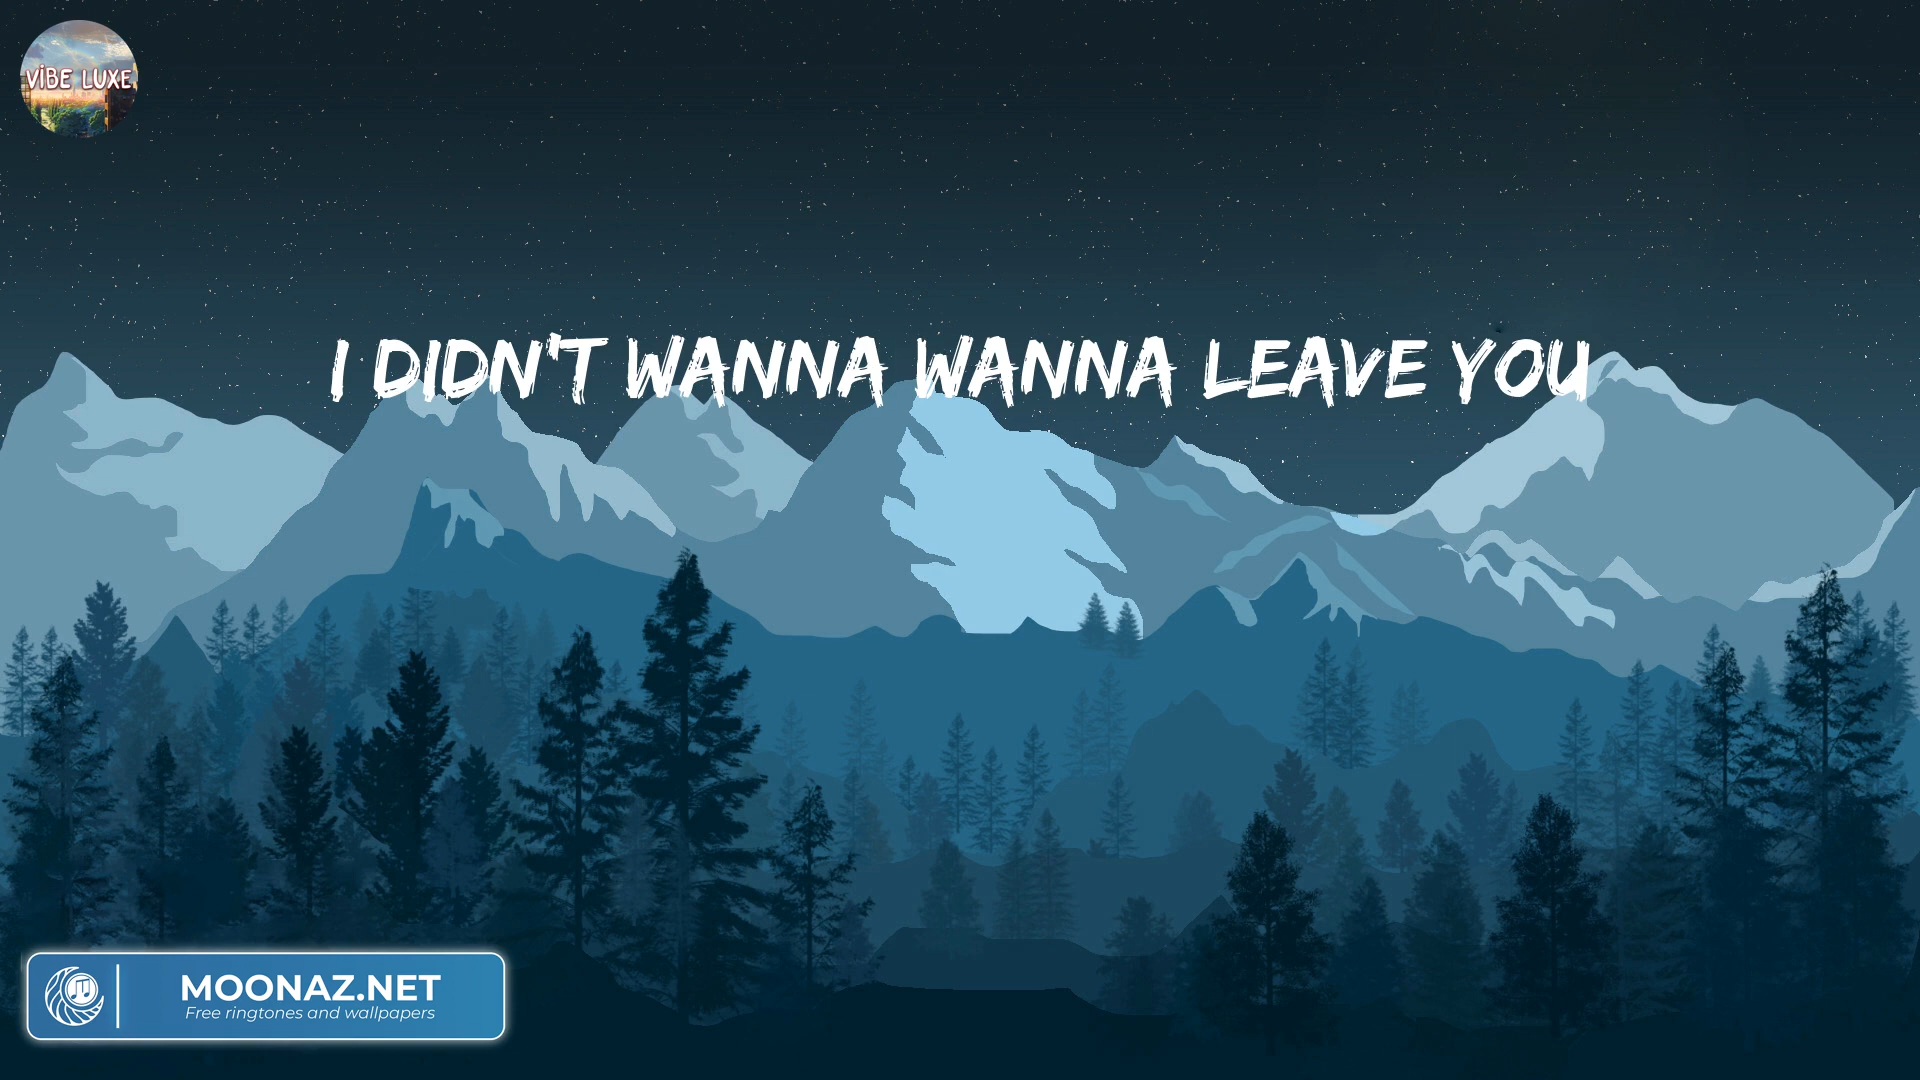 VIBE LUXE
I DIDN'T WANNA WANNA LEAVE YOU
MOONAZ.NET
Free ringtones and wallpapers